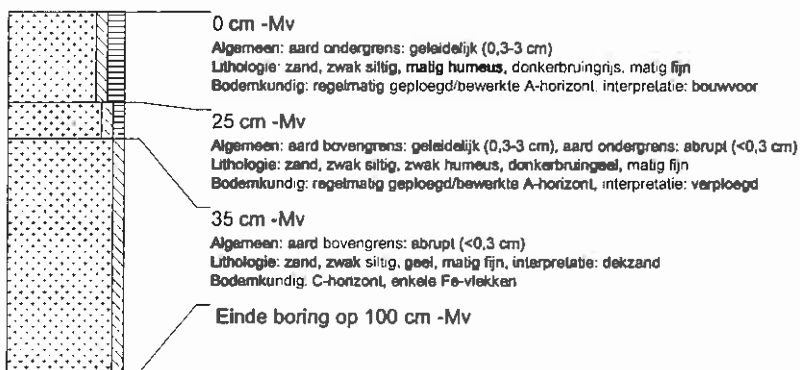 0 cm -Mv
Algemeen: aard ondergrens: geleidelijk (0,3-3 cm)
Lithologie: zand, zwak siltig, matig humeus, donkerbruingrijs, matig fijn
Bodemkundig: regelmatig geploegd/bewerkte A-horizont, interpretatie: bouwvoor
25 cm -Mv
Algemeen: aard bovengrens: geleidelijk (0,3-3 cm), aard ondergrens: abrupt (<0,3 cm)
Lithologie: zand, zwak siltig, zwak humeus, donkerbruingeel, matig fijn
Bodemkundig: regelmatig geploegd/bewerkte A-horizont, interpretatie: verploegd
35 cm -Mv
Algemeen: aard bovengrens: abrupt (<0,3 cm)
Lithologie: zand, zwak siltig, geel, matig fijn, interpretatie: dekzand
Bodemkundig: C-horizont, enkele Fe-vlekken
Einde boring op 100 cm -Mv